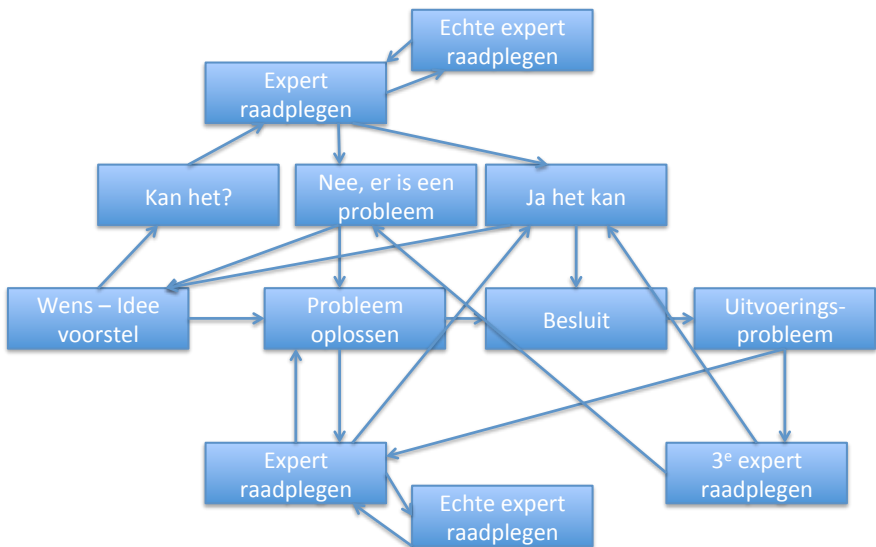 Echte expert
raadplegen
Expert
raadplegen
Kan het?
Nee, er is een
probleem
Ja het kan
Wens – Idee
voorstel
Probleem
oplossen
Besluit
Uitvoerings-
probleem
Expert
raadplegen
Echte expert
raadplegen
3e expert
raadplegen